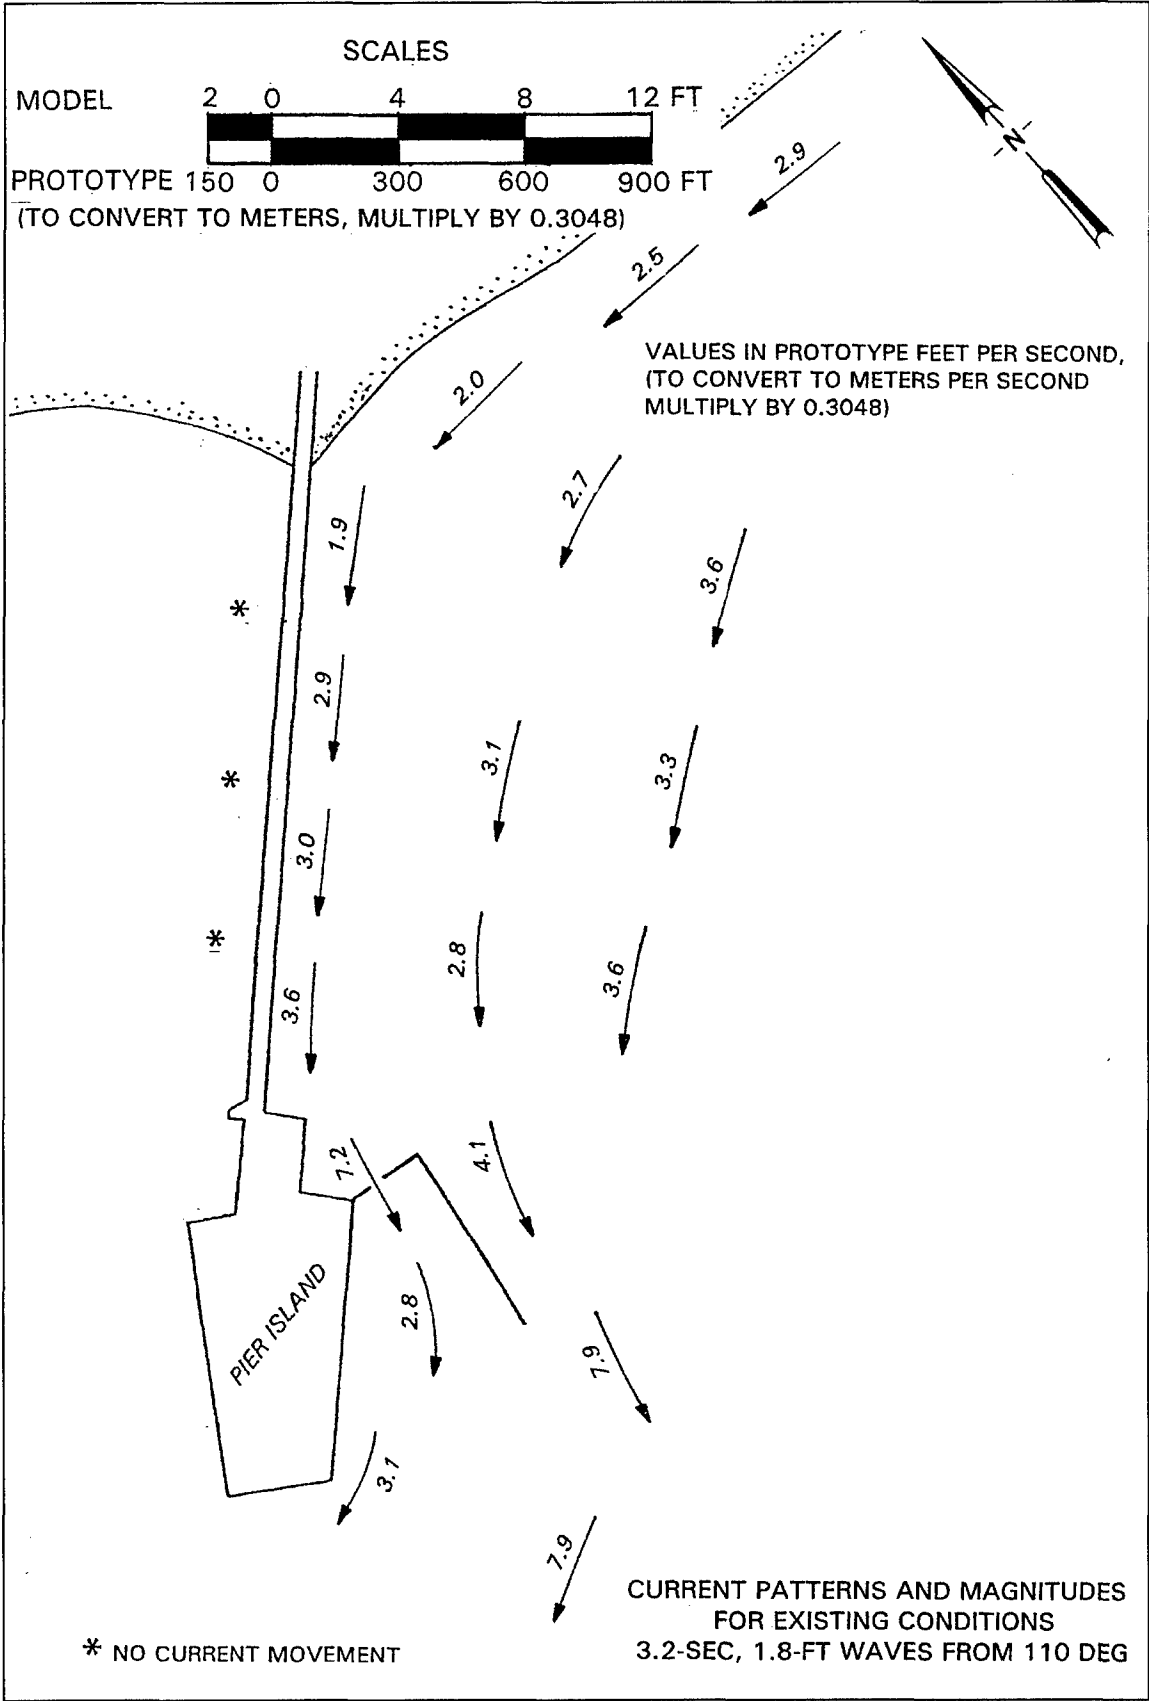 SCALES
MODEL 2 0 4 8 12 FT
PROTOTYPE 150 0 300 600 900 FT
(TO CONVERT TO METERS, MULTIPLY BY 0.3048)
N
2.9
2.5
VALUES IN PROTOTYPE FEET PER SECOND,
(TO CONVERT TO METERS PER SECOND
MULTIPLY BY 0.3048)
2.0
2.7
1.9
3.6
*
2.9
3.1
3.3
*
3.0
*
2.8
3.6
3.6
7.2
4.1
PIER ISLAND
2.8
7.9
3.1
7.9
CURRENT PATTERNS AND MAGNITUDES
FOR EXISTING CONDITIONS
3.2-SEC, 1.8-FT WAVES FROM 110 DEG
* NO CURRENT MOVEMENT